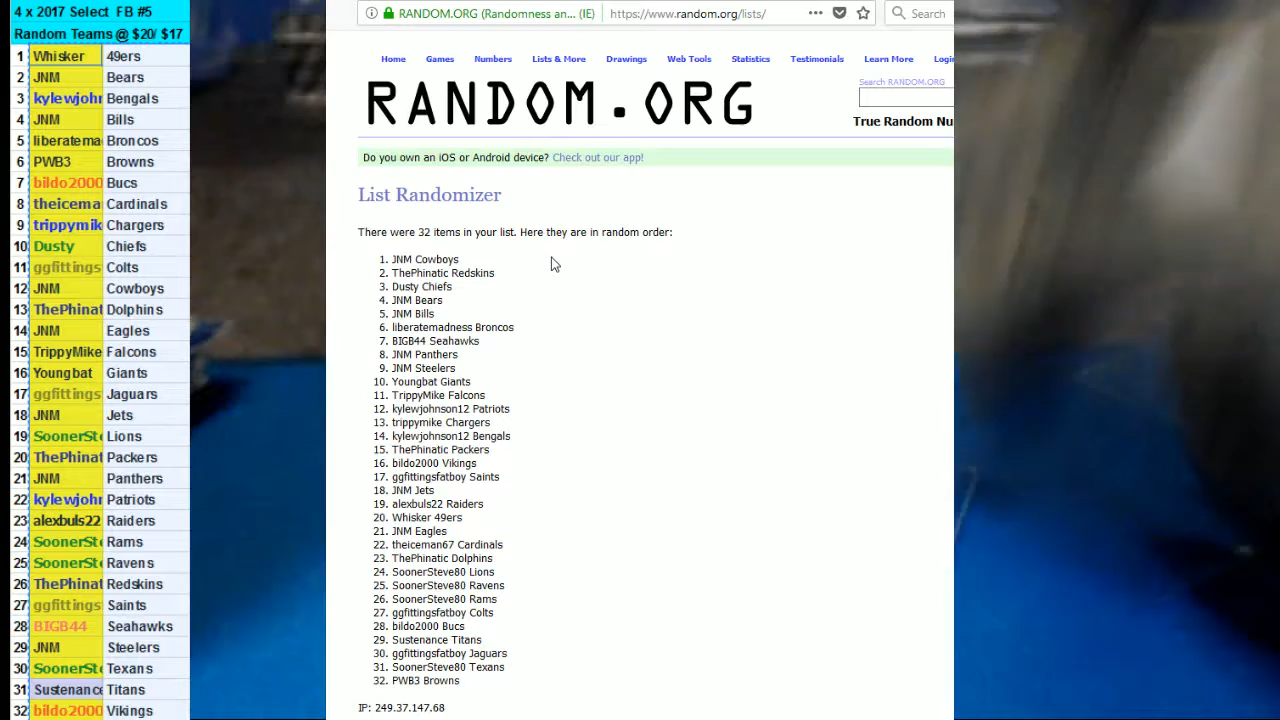 4 x 2017 Select FB #5
Random Teams @ $20/ $17
1 Whisker 49ers
2 JNM Bears
3 kylewjohn Bengals
4 JNM Bills
5 liberatema Broncos
6 PWB3 Browns
7 bildo2000 Bucs
8 theicema Cardinals
9 trippymik Chargers
10 Dusty Chiefs
11 ggfittings Colts
12 JNM Cowboys
13 ThePhinat Dolphins
14 JNM Eagles
15 TrippyMike Falcons
16 Youngbat Giants
17 ggfittings Jaguars
18 JNM Jets
19 SoonerSte Lions
20 ThePhinat Packers
21 JNM Panthers
22 kylewjohn Patriots
23 alexbuls22 Raiders
24 SoonerSte Rams
25 SoonerSte Ravens
26 ThePhinat Redskins
27 ggfittings Saints
28 BIGB44 Seahawks
29 JNM Steelers
30 SoonerSte Texans
31 Sustenance Titans
32 bildo2000 Vikings
RANDOM.ORG (Randomness an... (IE) https://www.random.org/lists/ Search
Home Games Numbers Lists & More Drawings Web Tools Statistics Testimonials Learn More Login
RANDOM.ORG
Search RANDOM.ORG
True Random Nu
Do you own an iOS or Android device? Check out our app!
List Randomizer
There were 32 items in your list. Here they are in random order:
1. JNM Cowboys
2. ThePhinatic Redskins
3. Dusty Chiefs
4. JNM Bears
5. JNM Bills
6. liberatemadness Broncos
7. BIGB44 Seahawks
8. JNM Panthers
9. JNM Steelers
10. Youngbat Giants
11. TrippyMike Falcons
12. kylewjohnson12 Patriots
13. trippymike Chargers
14. kylewjohnson12 Bengals
15. ThePhinatic Packers
16. bildo2000 Vikings
17. ggfittingsfatboy Saints
18. JNM Jets
19. alexbuls22 Raiders
20. Whisker 49ers
21. JNM Eagles
22. theiceman67 Cardinals
23. ThePhinatic Dolphins
24. SoonerSteve80 Lions
25. SoonerSteve80 Ravens
26. SoonerSteve80 Rams
27. ggfittingsfatboy Colts
28. bildo2000 Bucs
29. Sustenance Titans
30. ggfittingsfatboy Jaguars
31. SoonerSteve80 Texans
32. PWB3 Browns
IP: 249.37.147.68